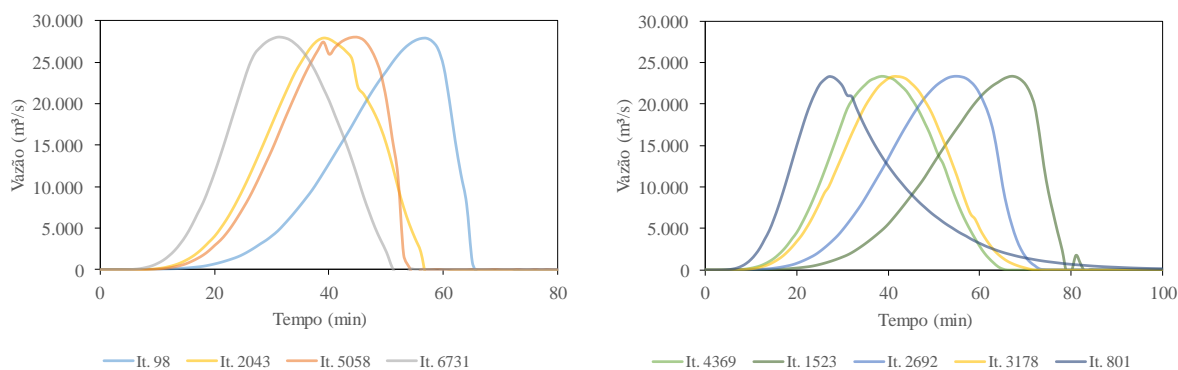 30.000
25.000
20.000
15.000
10.000
5.000
0
Vazão (m³/s)
0 20 40 60 80
Tempo (min)
It. 98 It. 2043 It. 5058 It. 6731
30.000
25.000
20.000
15.000
10.000
5.000
0
Vazão (m³/s)
0 20 40 60 80 100
Tempo (min)
It. 4369 It. 1523 It. 2692 It. 3178 It. 801